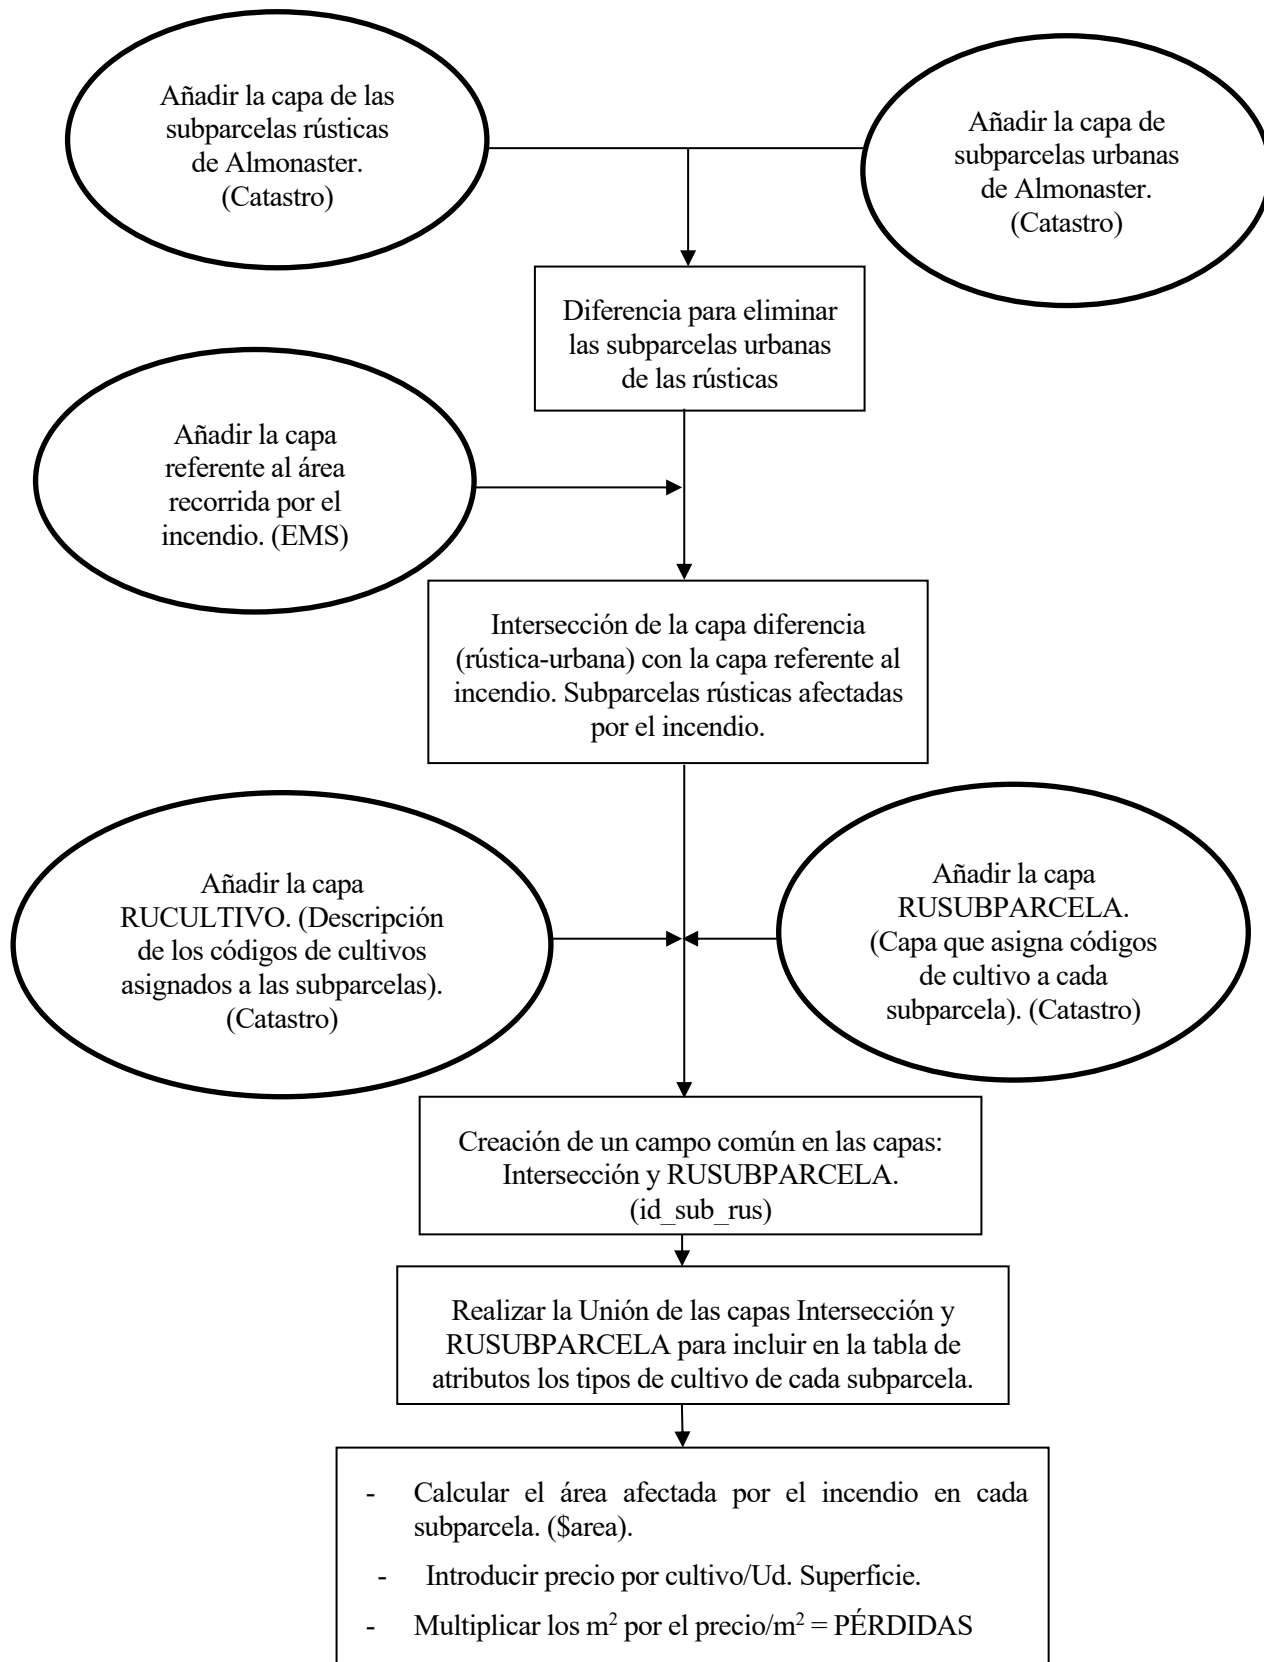 Añadir la capa de las
subparcelas rústicas
de Almonaster.
(Catastro)
Añadir la capa de
subparcelas urbanas
de Almonaster.
(Catastro)
Diferencia para eliminar
las subparcelas urbanas
de las rústicas
Añadir la capa
referente al área
recorrida por el
incendio. (EMS)
Intersección de la capa diferencia
(rústica-urbana) con la capa referente al
incendio. Subparcelas rústicas afectadas
por el incendio.
Añadir la capa
RUCULTIVO. (Descripción
de los códigos de cultivos
asignados a las subparcelas).
(Catastro)
Añadir la capa
RUSUBPARCELA.
(Capa que asigna códigos
de cultivo a cada
subparcela). (Catastro)
Creación de un campo común en las capas:
Intersección y RUSUBPARCELA.
(id_sub_rus)
Realizar la Unión de las capas Intersección y
RUSUBPARCELA para incluir en la tabla de
atributos los tipos de cultivo de cada subparcela.
- Calcular el área afectada por el incendio en cada
subparcela. ($area).
- Introducir precio por cultivo/Ud. Superficie.
- Multiplicar los m² por el precio/m² = PÉRDIDAS